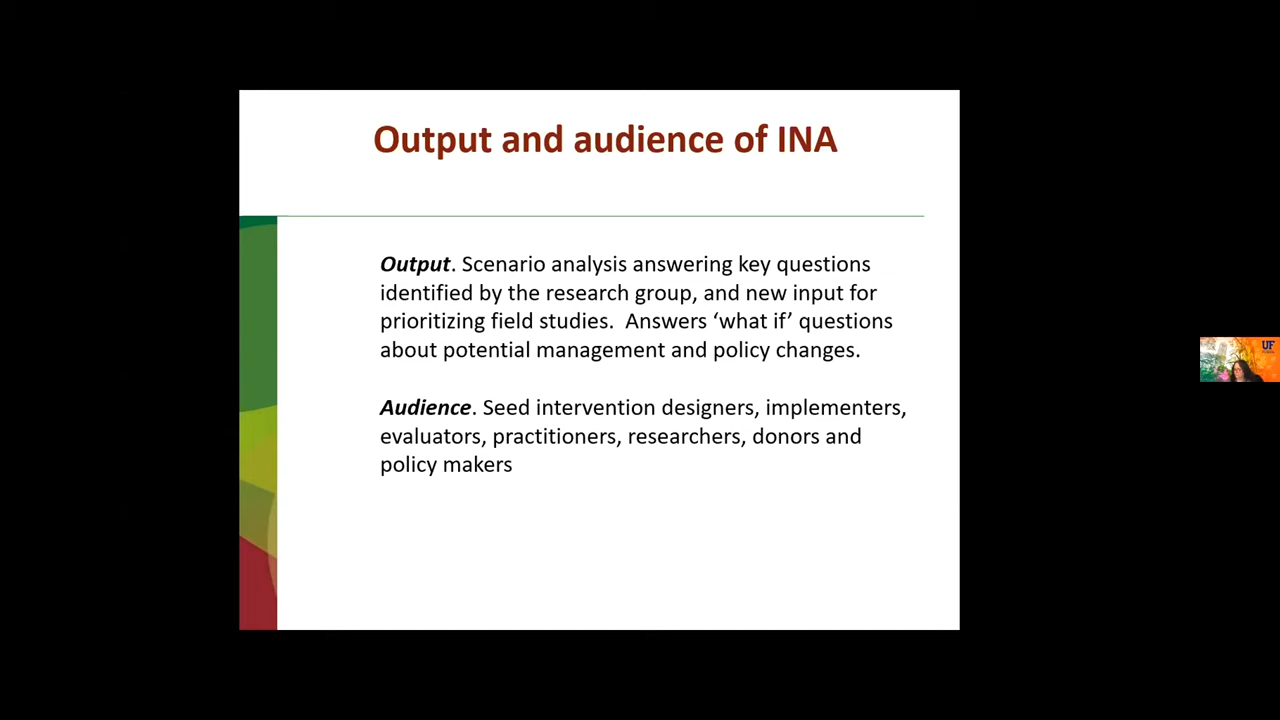 Output and audience of INA
Output. Scenario analysis answering key questions
identified by the research group, and new input for
prioritizing field studies.  Answers ‘what if’ questions
about potential management and policy changes.
Audience. Seed intervention designers, implementers,
evaluators, practitioners, researchers, donors and
policy makers
UF